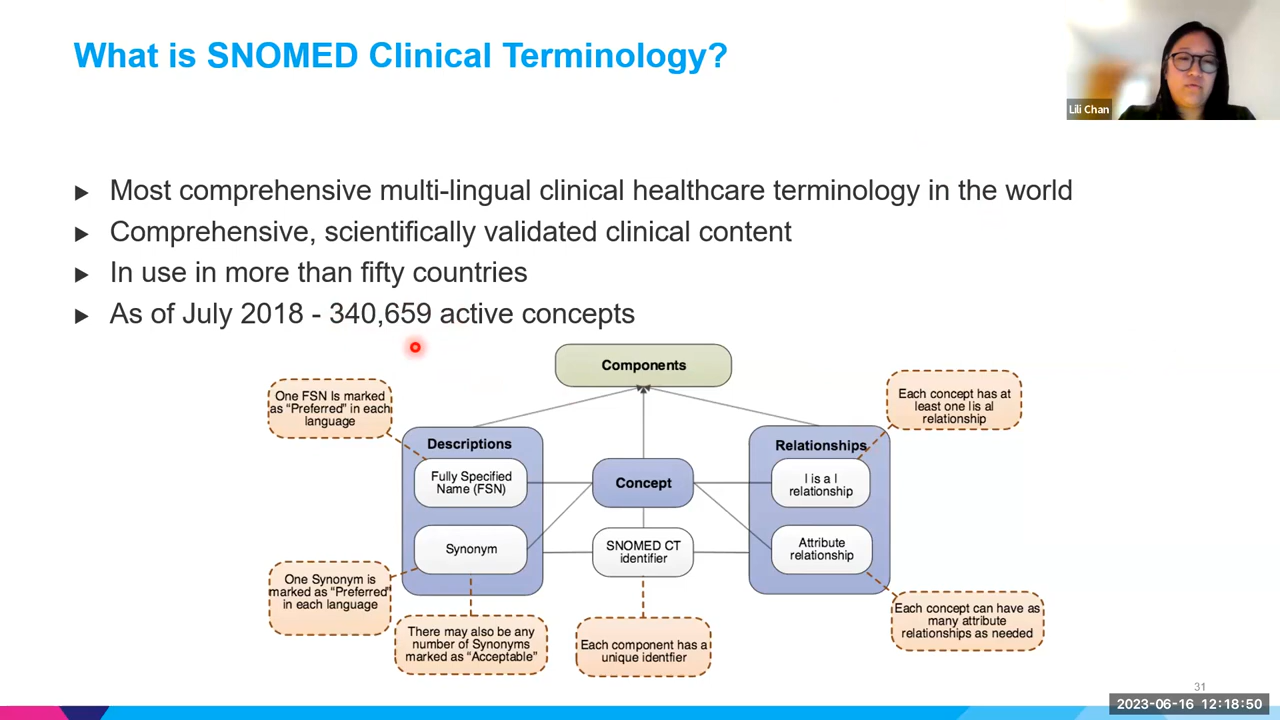 What is SNOMED Clinical Terminology?
Lili Chan
Most comprehensive multi-lingual clinical healthcare terminology in the world
Comprehensive, scientifically validated clinical content
In use in more than fifty countries
As of July 2018 - 340,659 active concepts
Components
One FSN Is marked
as “Preferred” in each
language
Each concept has at
least one lis al
relationship
Descriptions
Fully Specified
Name (FSN)
Synonym
Concept
SNOMED CT
identifier
Relationships
l is a l
relationship
Attribute
relationship
One Synonym is
marked as “Preferred”
in each language
There may also be any
number of Synonyms
marked as “Acceptable”
Each component has a
unique identfier
Each concept can have as
many attribute
relationships as needed
31
2023-06-16 12:18:50